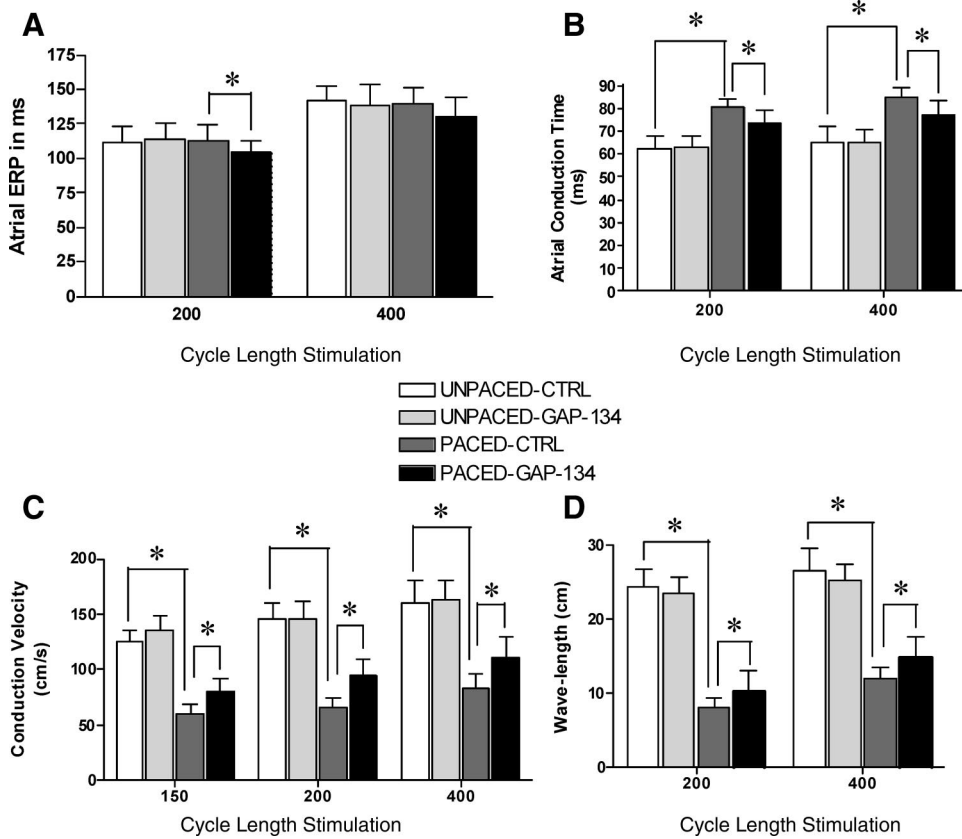 A
Atrial ERP in ms
175
150
125
100
75
50
25
0
*
200
400
Cycle Length Stimulation
B
Atrial Conduction Time
(ms)
90
80
70
60
50
40
30
20
10
0
*
*
*
*
200
400
Cycle Length Stimulation
UNPACED-CTRL
UNPACED-GAP-134
PACED-CTRL
PACED-GAP-134
C
Conduction Velocity
(cm/s)
200
150
100
50
0
*
*
*
*
*
*
150
200
400
Cycle Length Stimulation
D
Wave-length (cm)
30
20
10
0
*
*
*
*
200
400
Cycle Length Stimulation